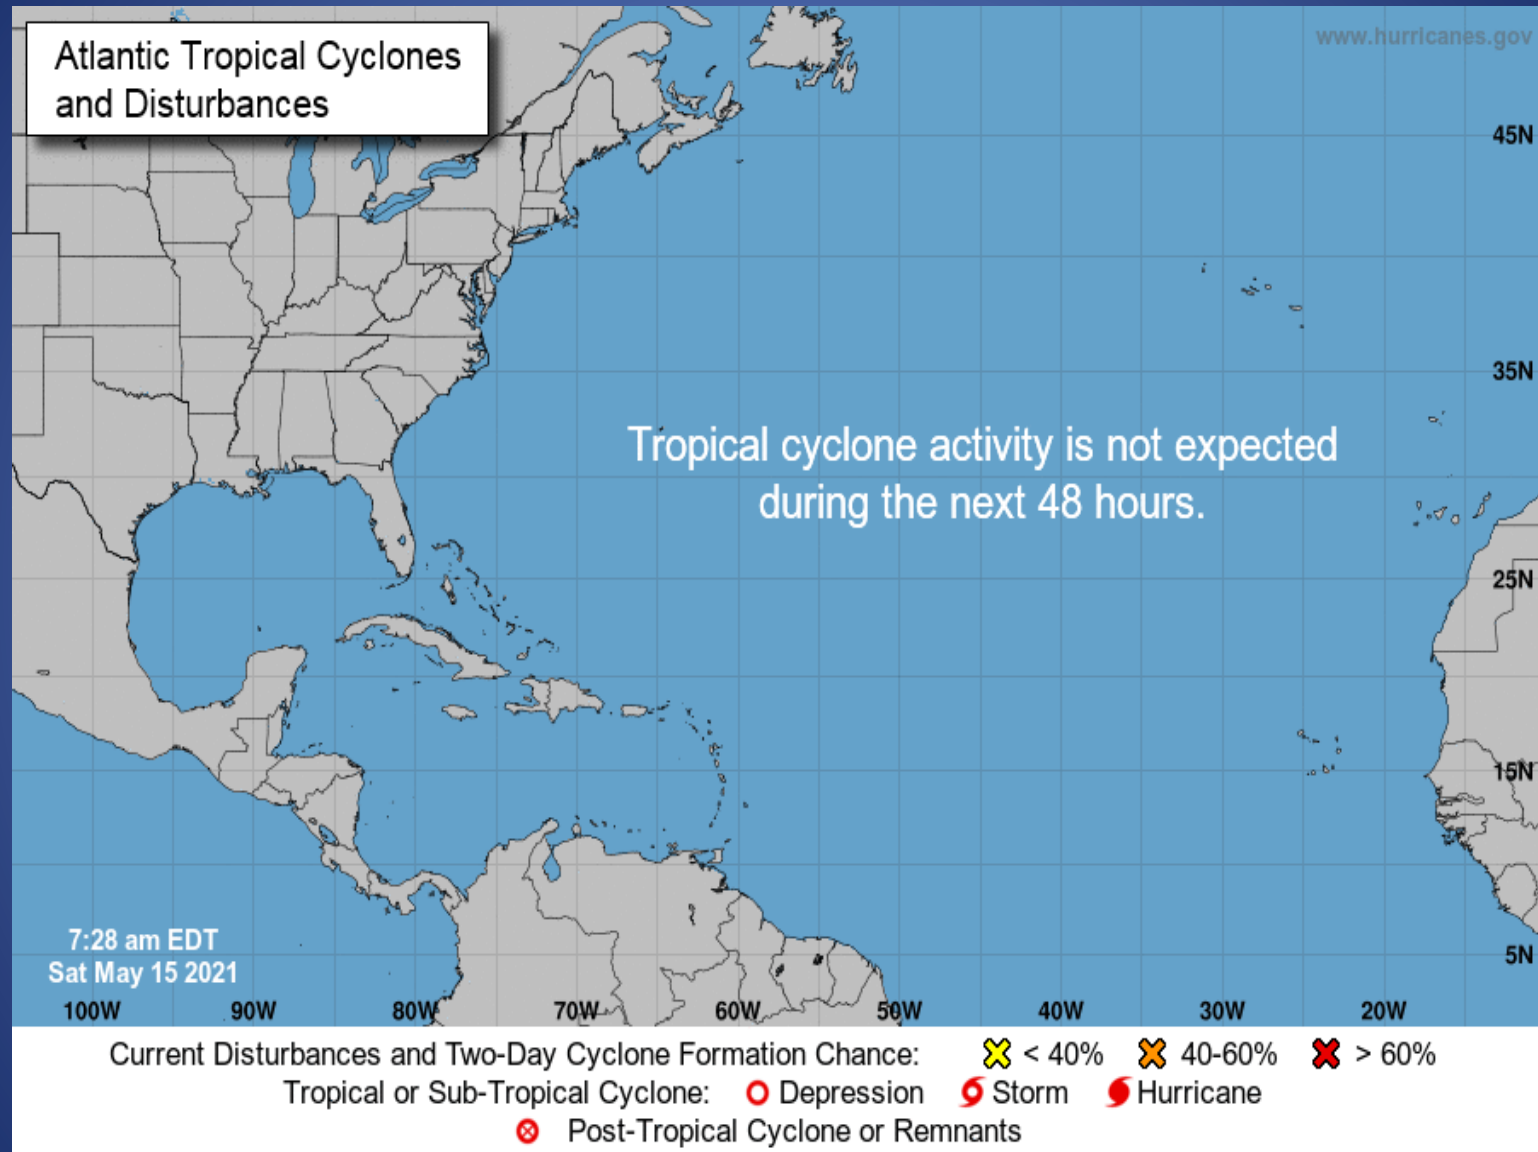 Atlantic Tropical Cyclones
and Disturbances
www.hurricanes.gov
45N
35N
Tropical cyclone activity is not expected
during the next 48 hours.
25N
15N
7:28 am EDT
Sat May 15 2021
5N
100W 90W 80W 70W 60W 50W 40W 30W 20W
Current Disturbances and Two-Day Cyclone Formation Chance: < 40% 40-60% > 60%
Tropical or Sub-Tropical Cyclone: Depression Storm Hurricane
Post-Tropical Cyclone or Remnants